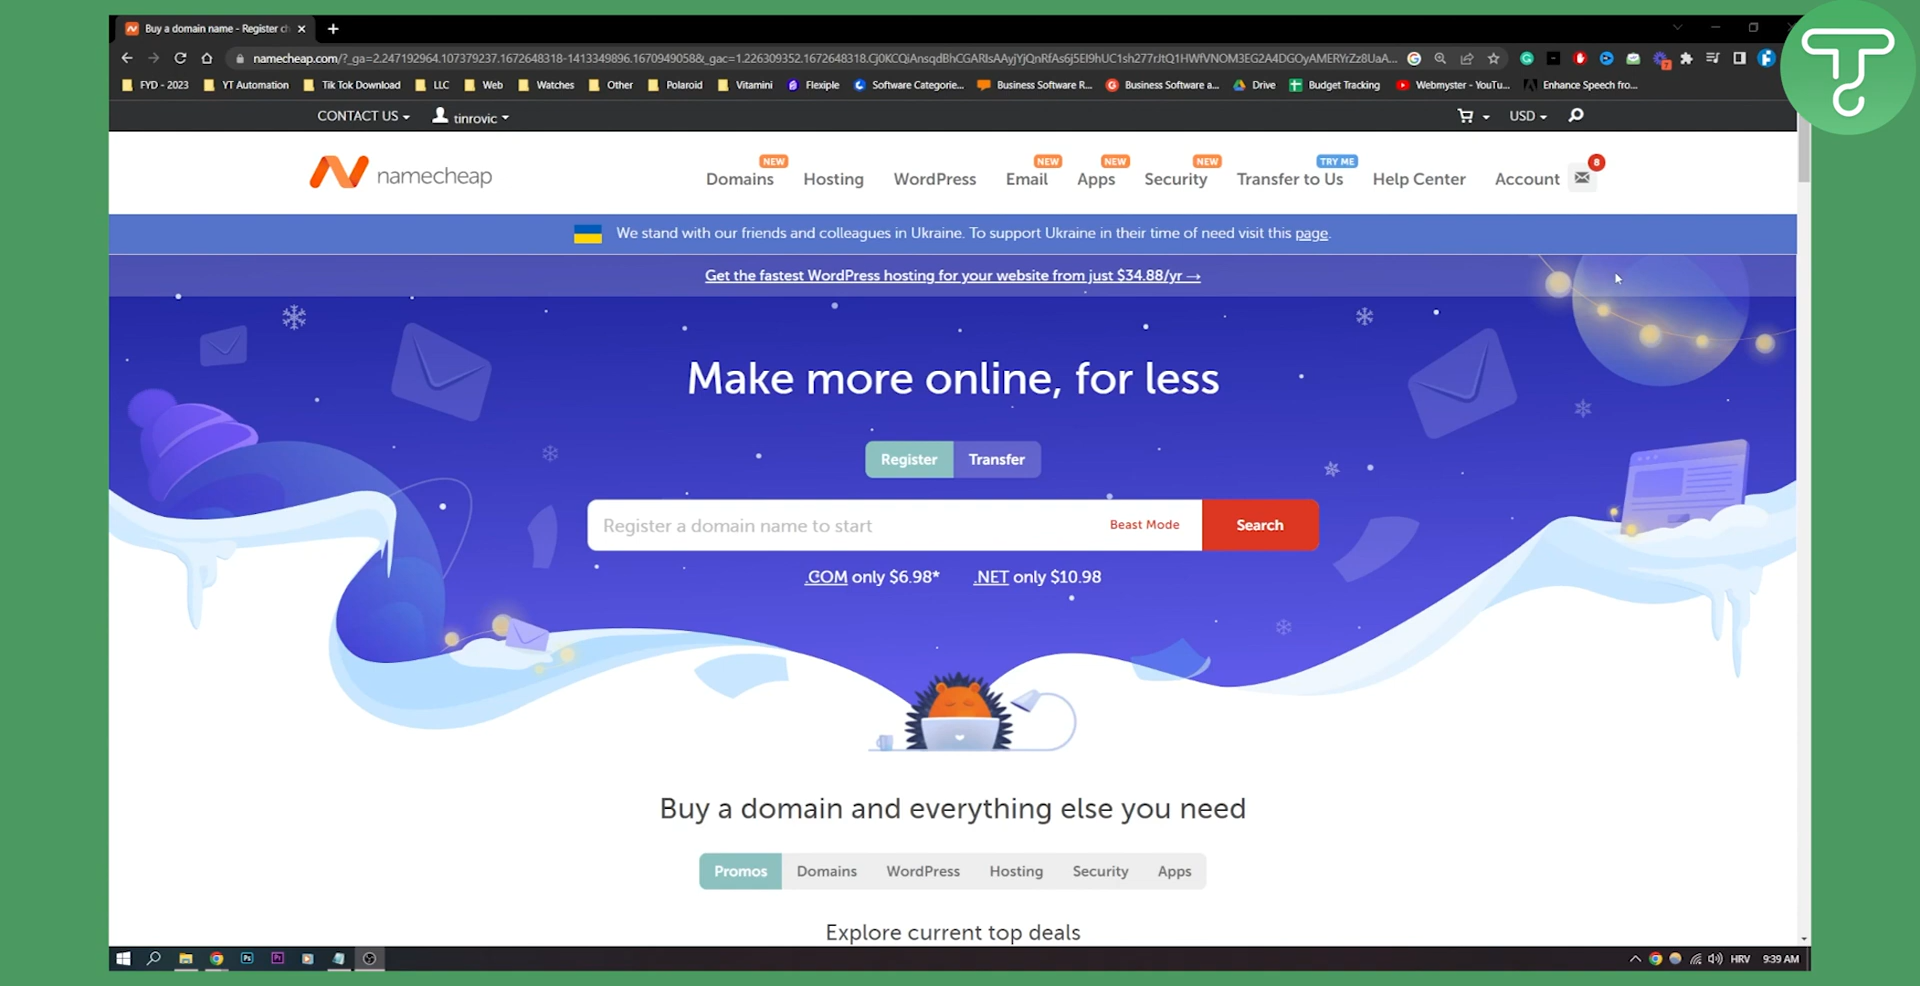 Buy a domain name - Register ch
namecheap.com/?_ga=2.247192964.107379237.1672648318-1413349896.1670949058&_gac=1.226309352.1672648318.
FYD - 2023 YT Automation Tik Tok Download LLC Web Watches Other Polaroid Vitamini Flexiple Software Categorie... Business Software R... Business Software a... Drive Budget Tracking Webmyster - YouTu... Enhance Speech fro...
CONTACT US tinrovic USD
NEW NEW NEW NEW TRY ME 8
namecheap Domains Hosting WordPress Email Apps Security Transfer to Us Help Center Account
We stand with our friends and colleagues in Ukraine. To support Ukraine in their time of need visit this page.
Get the fastest WordPress hosting for your website from just $34.88/yr →
Make more online, for less
Register Transfer
Register a domain name to start Beast Mode Search
.COM only $6.98* .NET only $10.98
Buy a domain and everything else you need
Promos Domains WordPress Hosting Security Apps
Explore current top deals
Ps Pr HRV 9:39 AM